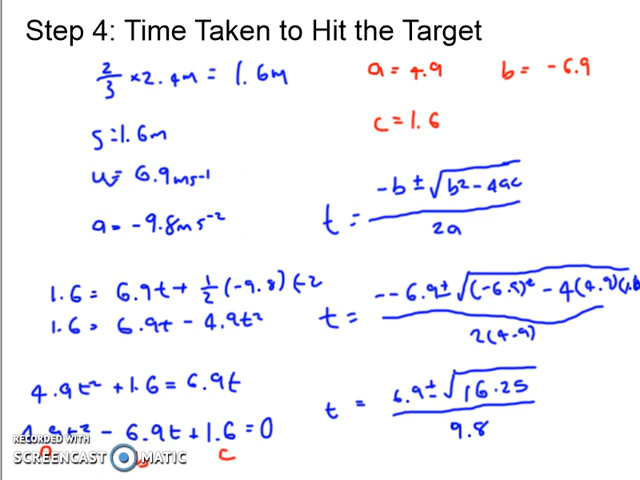 Step 4: Time Taken to Hit the Target
2/3 × 2.4m = 1.6m
a = 4.9 b = -6.9
c = 1.6
s = 1.6m
u = 6.9ms-1
a = -9.8ms-2
t = -b ± √b² - 4ac / 2a
1.6 = 6.9t + 1/2 (-9.8) t2
1.6 = 6.9t - 4.9t²
t = --6.9 ± √(-6.9)² - 4(4.9)(1.6 / 2(4.9)
4.9t² + 1.6 = 6.9t
t = 6.9 ± √16.25 / 9.8
4.9t² - 6.9t + 1.6 = 0
a b c
RECORDED WITH
SCREENCAST MATIC